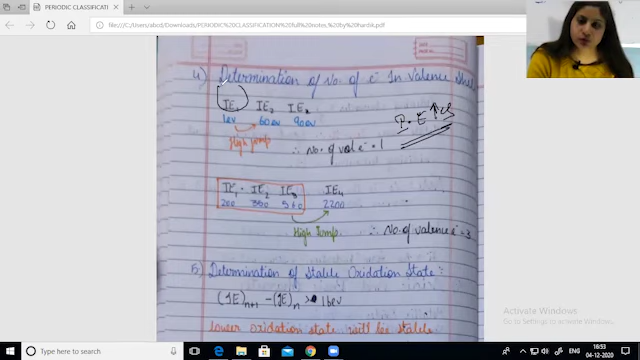 PERIODIC CLASSIFICATI
file:///C:/Users/abcd/Downloads/PERIODIC%20CLASSIFICATION%20full%20notes,%20by%20hardik.pdf
4) Determination of No. of e⁻ In Valence Shell
IE₁ IE₂ IE₃
1ev 60ev 90ev
High Jump
P. E ↑ cl
∴ No. of val e⁻ = 1
IE₁ IE₂ IE₃ IE₄
200 350 2200
High Jump
∴ No. of valence e⁻ = 3
5) Determination of Stable Oxidation State:
(IE)n+1 - (IE)n > 16ev
lower oxidation state will be stable
Activate Windows
Go to Settings to activate Windows.
Type here to search
ENG
16:53
04-12-2020